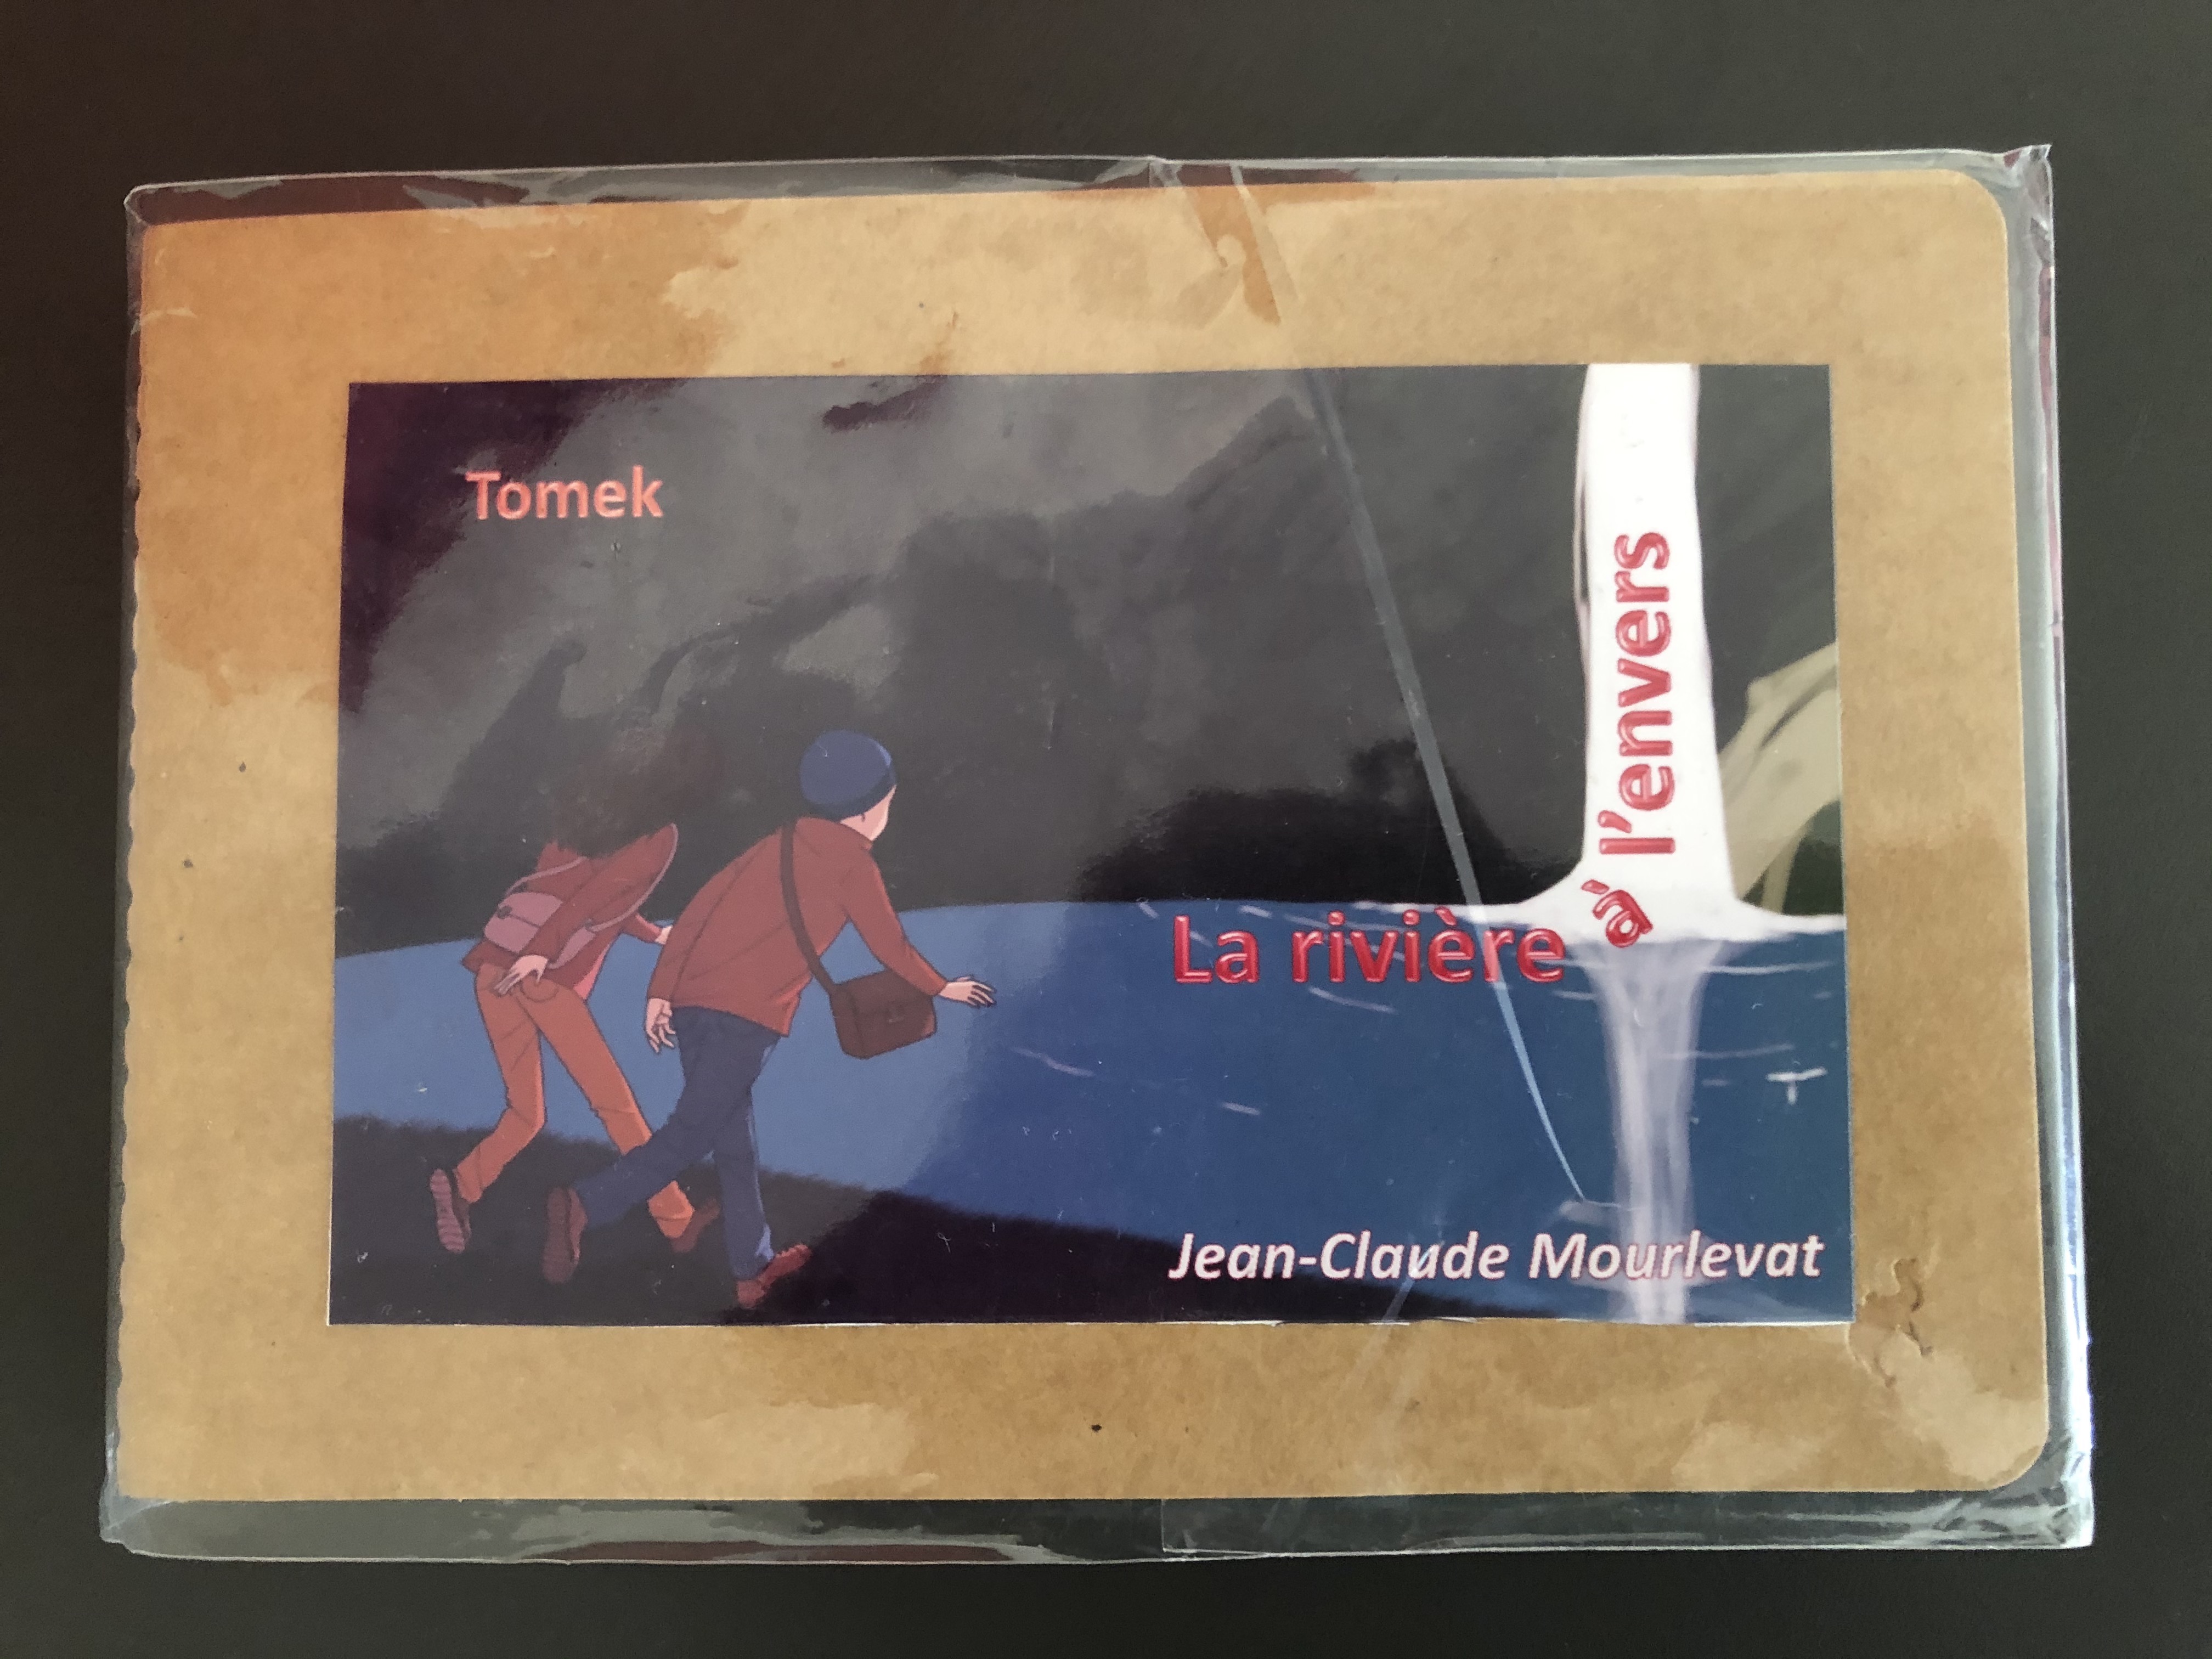 Tomek
La rivière à l'envers
Jean-Claude Mourlevat